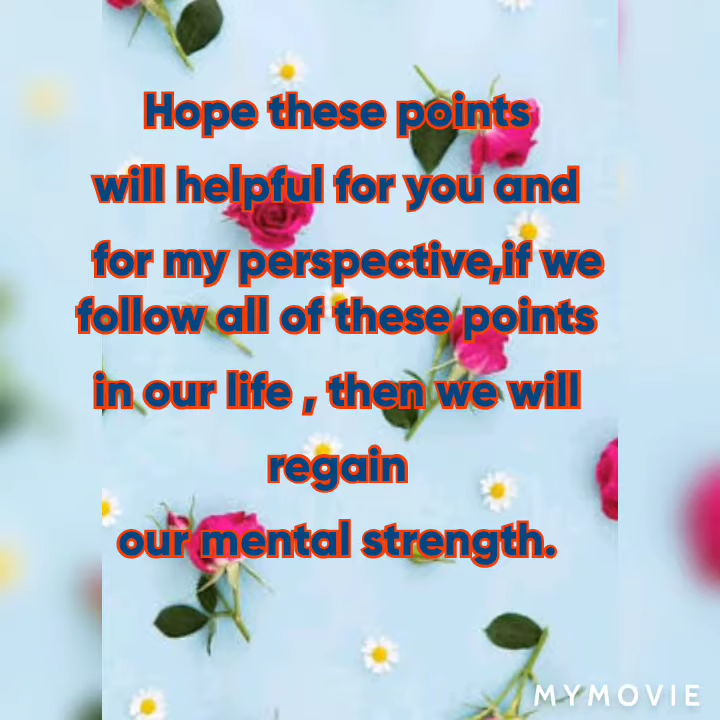 Hope these points
will helpful for you and
for my perspective,if we
follow all of these points
in our life , then we will
regain
our mental strength.
MYMOVIE